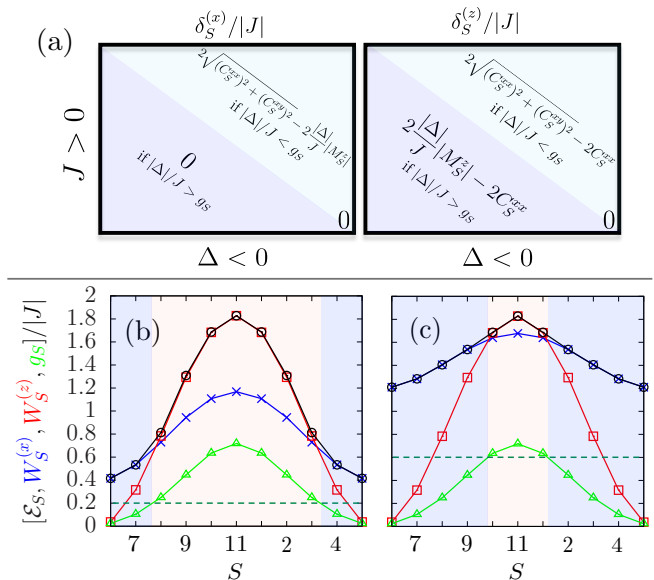 (a)
δ_S^{(x)}/|J|
δ_S^{(z)}/|J|
J > 0
2√((C_S^{xx})² + (C_S^{xy})²) − 2 |Δ|/J |M_S^z|
if |Δ|/J < g_S
0
if |Δ|/J > g_S
0
2√((C_S^{xx})² + (C_S^{xy})²) − 2C_S^{xx}
if |Δ|/J < g_S
2 |Δ|/J |M_S^z| − 2C_S^{xx}
if |Δ|/J > g_S
0
Δ < 0
Δ < 0
[ℰ_S, W_S^{(x)}, W_S^{(z)}, g_S]/|J|
2
1.8
1.6
1.4
1.2
1
0.8
0.6
0.4
0.2
0
(b)
(c)
7 9 11 2 4
7 9 11 2 4
S
S